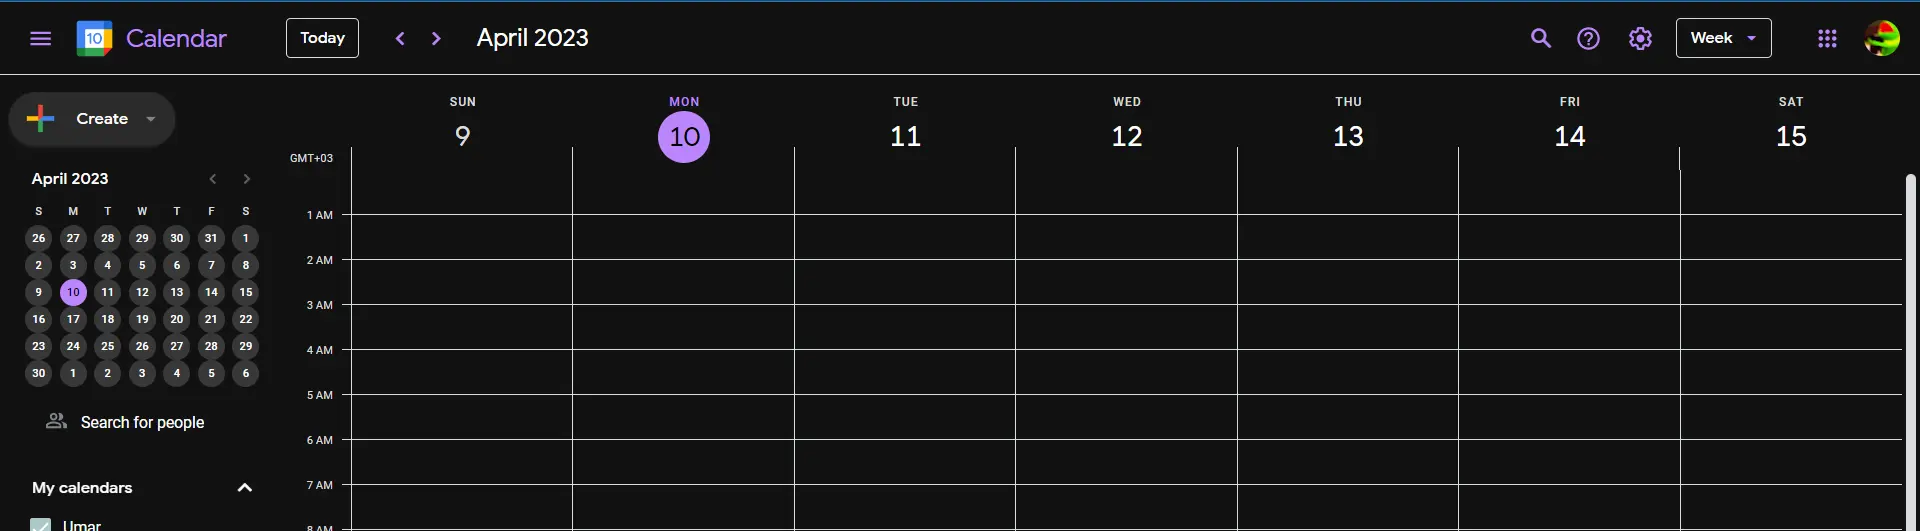 10 Calendar Today April 2023 Week
Create
SUN MON TUE WED THU FRI SAT
9 10 11 12 13 14 15
GMT+03
April 2023
S M T W T F S
26 27 28 29 30 31 1
2 3 4 5 6 7 8
9 10 11 12 13 14 15
16 17 18 19 20 21 22
23 24 25 26 27 28 29
30 1 2 3 4 5 6
Search for people
My calendars
Umar
1 AM
2 AM
3 AM
4 AM
5 AM
6 AM
7 AM
8 AM